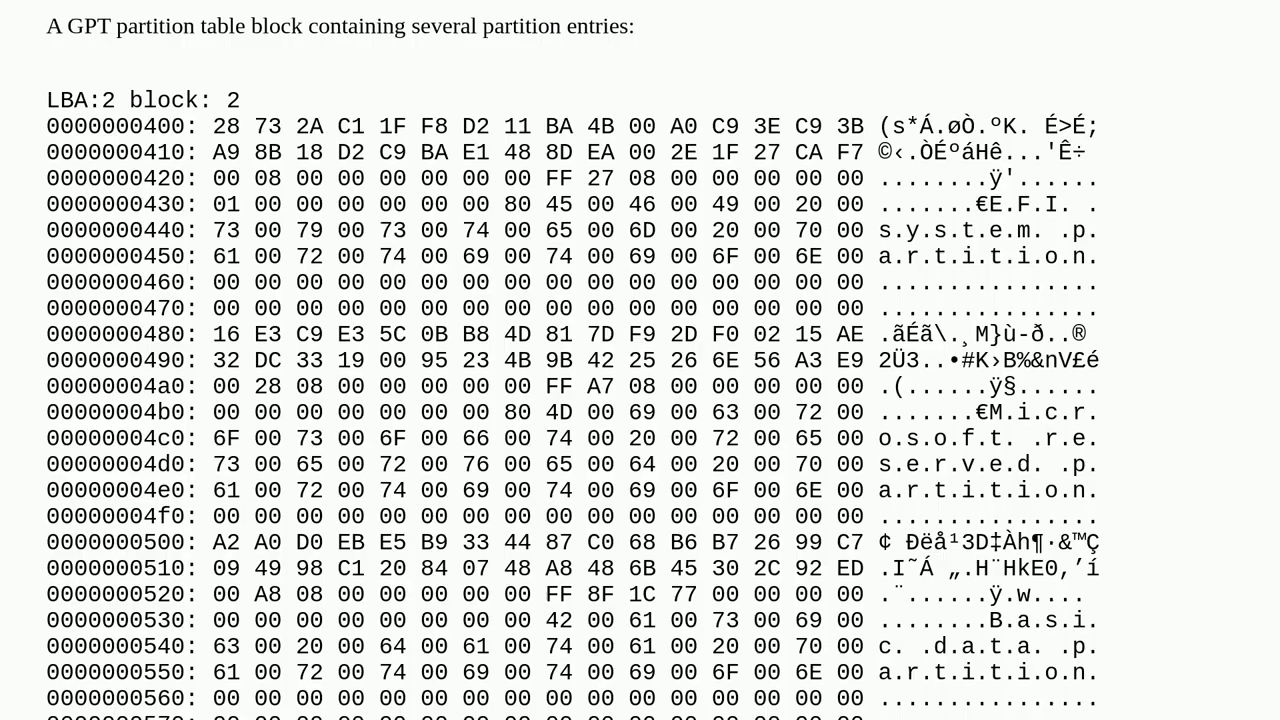 A GPT partition table block containing several partition entries:
LBA:2 block: 2
0000000400: 28 73 2A C1 1F F8 D2 11 BA 4B 00 A0 C9 3E C9 3B (s*Á.øÒ.ºK. É>É;
0000000410: A9 8B 18 D2 C9 BA E1 48 8D EA 00 2E 1F 27 CA F7 ©‹.ÒÉºáHê...'Ê÷
0000000420: 00 08 08 00 00 00 00 00 FF 27 08 00 00 00 00 00 ........ÿ'......
0000000430: 01 00 00 00 00 00 00 80 45 00 46 00 49 00 20 00 .......€E.F.I. .
0000000440: 73 00 79 00 73 00 74 00 65 00 6D 00 20 00 70 00 s.y.s.t.e.m. .p.
0000000450: 61 00 72 00 74 00 69 00 74 00 69 00 6F 00 6E 00 a.r.t.i.t.i.o.n.
0000000460: 00 00 00 00 00 00 00 00 00 00 00 00 00 00 00 00 ................
0000000470: 00 00 00 00 00 00 00 00 00 00 00 00 00 00 00 00 ................
0000000480: 16 E3 C9 E3 5C 0B B8 4D 81 7D F9 2D F0 02 15 AE .ãÉã\.¸M}ù-ð..®
0000000490: 32 DC 33 19 00 95 23 4B 9B 42 25 26 6E 56 A3 E9 2Ü3..•#K›B%&nV£é
00000004a0: 00 28 08 00 00 00 00 00 FF A7 08 00 00 00 00 00 .(......ÿ§......
00000004b0: 00 00 00 00 00 00 00 80 4D 00 69 00 63 00 72 00 .......€M.i.c.r.
00000004c0: 6F 00 73 00 6F 00 66 00 74 00 20 00 72 00 65 00 o.s.o.f.t. .r.e.
00000004d0: 73 00 65 00 72 00 76 00 65 00 64 00 20 00 70 00 s.e.r.v.e.d. .p.
00000004e0: 61 00 72 00 74 00 69 00 74 00 69 00 6F 00 6E 00 a.r.t.i.t.i.o.n.
00000004f0: 00 00 00 00 00 00 00 00 00 00 00 00 00 00 00 00 ................
0000000500: A2 A0 D0 EB E5 B9 33 44 87 C0 68 B6 B7 26 99 C7 ¢ Ðëå¹3D‡Àh¶·&™Ç
0000000510: 09 49 98 C1 20 84 07 48 A8 48 6B 45 30 2C 92 ED .I˜Á „.H¨HkE0,’í
0000000520: 00 A8 08 00 00 00 00 00 FF 8F 1C 77 00 00 00 00 .¨......ÿ.w....
0000000530: 00 00 00 00 00 00 00 00 42 00 61 00 73 00 69 00 ........B.a.s.i.
0000000540: 63 00 20 00 64 00 61 00 74 00 61 00 20 00 70 00 c. .d.a.t.a. .p.
0000000550: 61 00 72 00 74 00 69 00 74 00 69 00 6F 00 6E 00 a.r.t.i.t.i.o.n.
0000000560: 00 00 00 00 00 00 00 00 00 00 00 00 00 00 00 00 ................